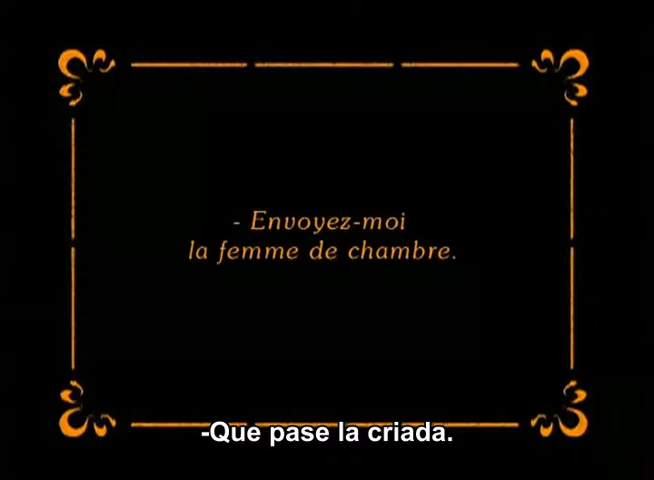 - Envoyez-moi
la femme de chambre.
-Que pase la criada.